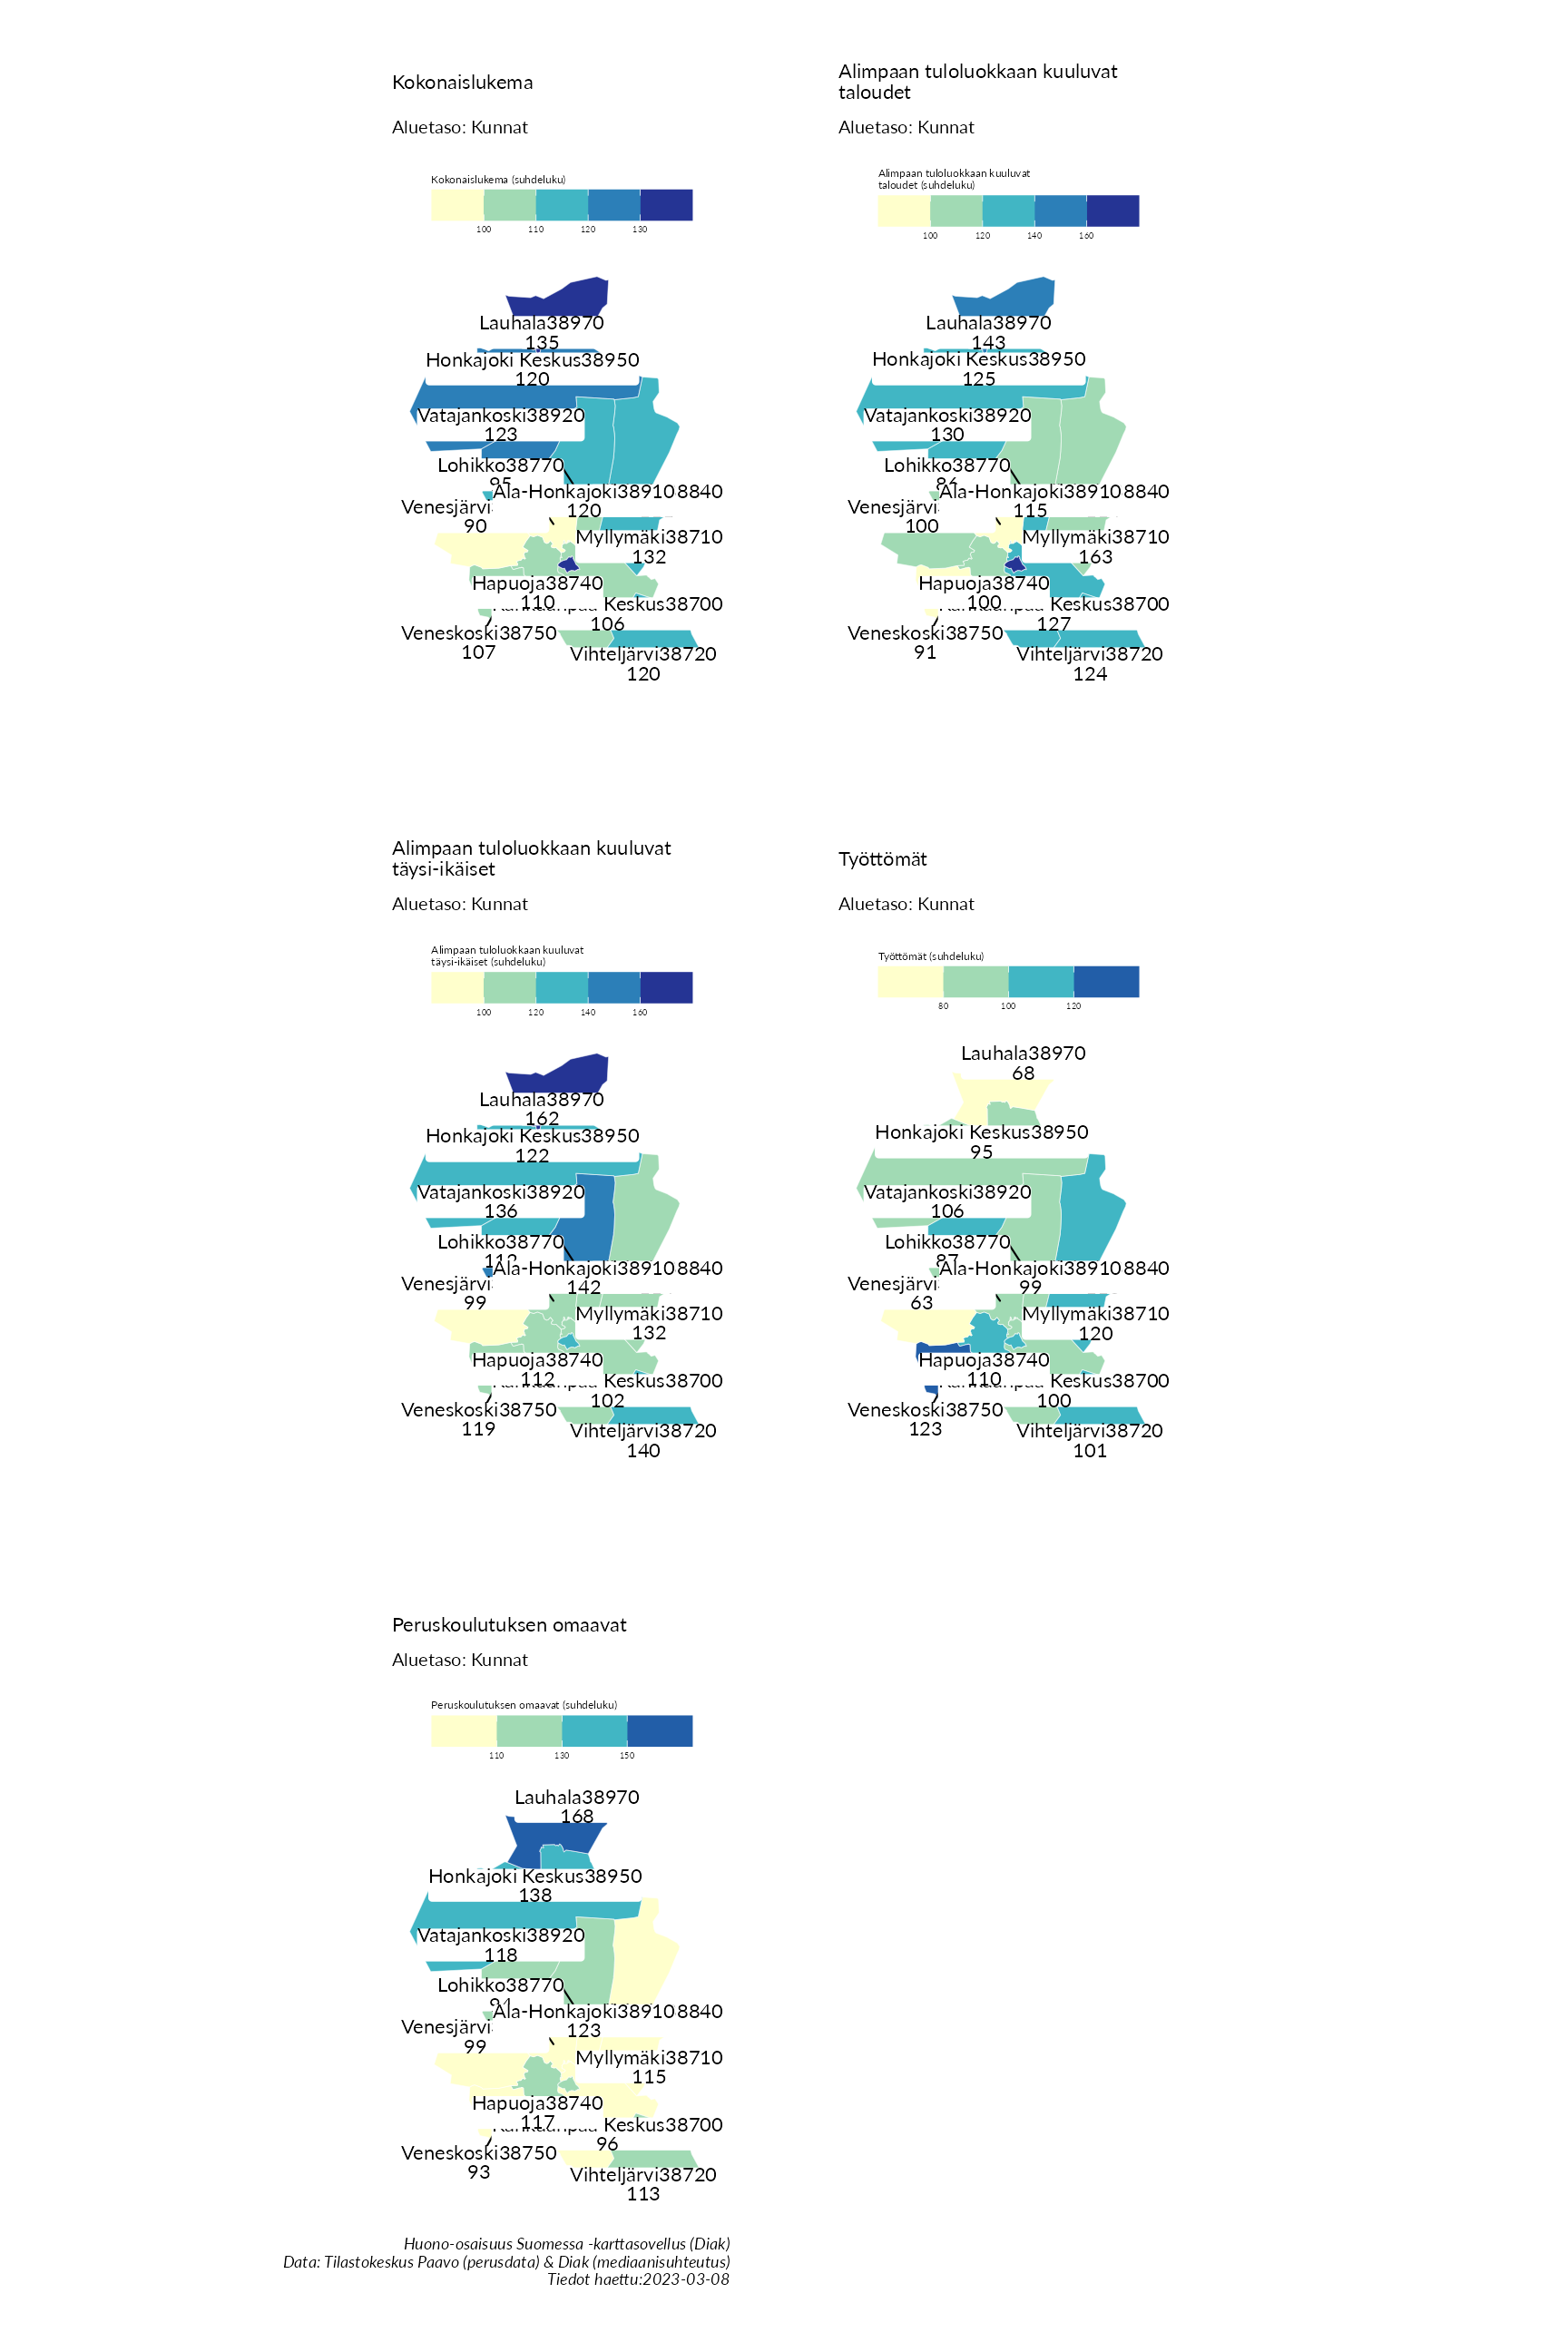 Kokonaislukema
Aluetaso: Kunnat
Kokonaislukema (suhdeluku)
100 110 120 130
Lauhala38970
135
Honkajoki Keskus38950
120
Vatajankoski38920
123
Lohikko38770
Ala-Honkajoki38910 8840
120
Venesjärvi
90
Myllymäki38710
132
Hapuoja38740
110
Keskus38700
106
Veneskoski38750
107
Vihteljärvi38720
120
Alimpaan tuloluokkaan kuuluvat
taloudet
Aluetaso: Kunnat
Alimpaan tuloluokkaan kuuluvat
taloudet (suhdeluku)
100 120 140 160
Lauhala38970
143
Honkajoki Keskus38950
125
Vatajankoski38920
130
Lohikko38770
Ala-Honkajoki38910 8840
115
Venesjärvi
100
Myllymäki38710
163
Hapuoja38740
100
Keskus38700
127
Veneskoski38750
91
Vihteljärvi38720
124
Alimpaan tuloluokkaan kuuluvat
täysi-ikäiset
Aluetaso: Kunnat
Alimpaan tuloluokkaan kuuluvat
täysi-ikäiset (suhdeluku)
100 120 140 160
Lauhala38970
162
Honkajoki Keskus38950
122
Vatajankoski38920
136
Lohikko38770
Ala-Honkajoki38910 8840
142
Venesjärvi
99
Myllymäki38710
132
Hapuoja38740
112
Keskus38700
102
Veneskoski38750
119
Vihteljärvi38720
140
Työttömät
Aluetaso: Kunnat
Työttömät (suhdeluku)
80 100 120
Lauhala38970
68
Honkajoki Keskus38950
95
Vatajankoski38920
106
Lohikko38770
Ala-Honkajoki38910 8840
99
Venesjärvi
63
Myllymäki38710
120
Hapuoja38740
110
Keskus38700
100
Veneskoski38750
123
Vihteljärvi38720
101
Peruskoulutuksen omaavat
Aluetaso: Kunnat
Peruskoulutuksen omaavat (suhdeluku)
110 130 150
Lauhala38970
168
Honkajoki Keskus38950
138
Vatajankoski38920
118
Lohikko38770
Ala-Honkajoki38910 8840
123
Venesjärvi
99
Myllymäki38710
115
Hapuoja38740
117
Keskus38700
96
Veneskoski38750
93
Vihteljärvi38720
113
Huono-osaisuus Suomessa -karttasovellus (Diak)
Data: Tilastokeskus Paavo (perusdata) & Diak (mediaanisuhteutus)
Tiedot haettu:2023-03-08